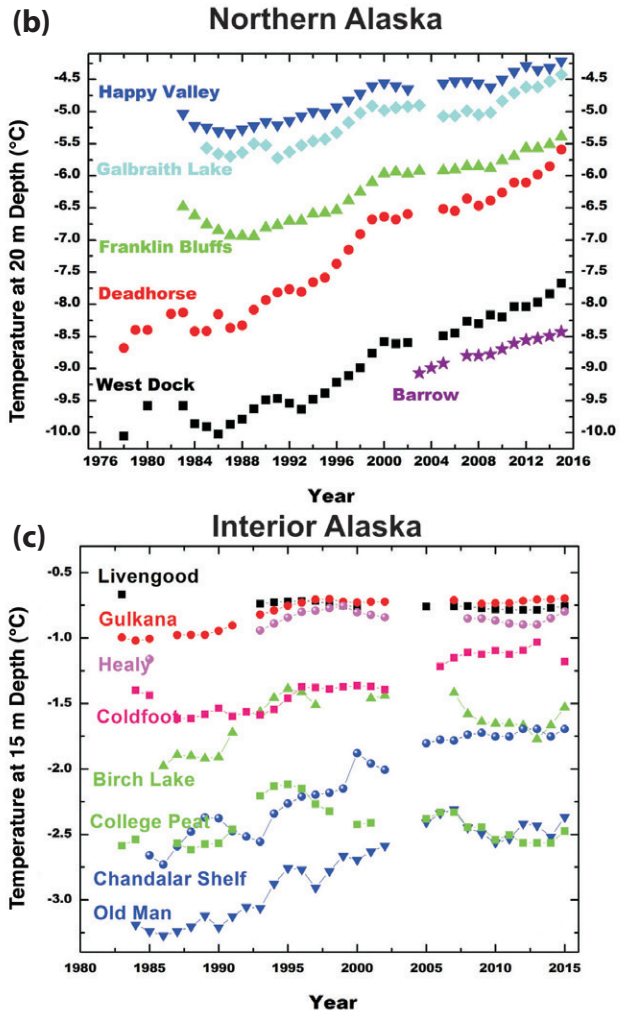 (b)
Northern Alaska
Temperature at 20 m Depth (°C)
-4.5
-5.0
-5.5
-6.0
-6.5
-7.0
-7.5
-8.0
-8.5
-9.0
-9.5
-10.0
Happy Valley
Galbraith Lake
Franklin Bluffs
Deadhorse
West Dock
Barrow
-4.5
-5.0
-5.5
-6.0
-6.5
-7.0
-7.5
-8.0
-8.5
-9.0
-9.5
-10.0
1976 1980 1984 1988 1992 1996 2000 2004 2008 2012 2016
Year
(c)
Interior Alaska
Temperature at 15 m Depth (°C)
-0.5
-1.0
-1.5
-2.0
-2.5
-3.0
Livengood
Gulkana
Healy
Coldfoot
Birch Lake
College Peat
Chandalar Shelf
Old Man
1980 1985 1990 1995 2000 2005 2010 2015
Year